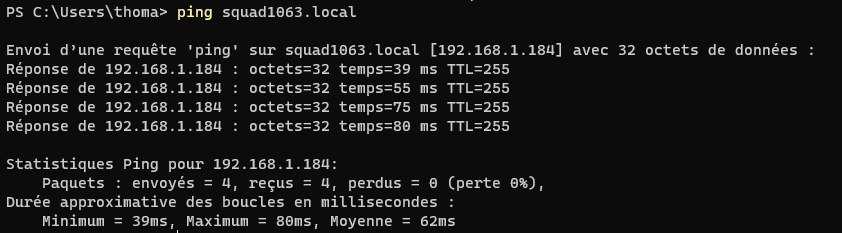 PS C:\Users\thoma> ping squad1063.local
Envoi d’une requête 'ping' sur squad1063.local [192.168.1.184] avec 32 octets de données :
Réponse de 192.168.1.184 : octets=32 temps=39 ms TTL=255
Réponse de 192.168.1.184 : octets=32 temps=55 ms TTL=255
Réponse de 192.168.1.184 : octets=32 temps=75 ms TTL=255
Réponse de 192.168.1.184 : octets=32 temps=80 ms TTL=255
Statistiques Ping pour 192.168.1.184:
Paquets : envoyés = 4, reçus = 4, perdus = 0 (perte 0%),
Durée approximative des boucles en millisecondes :
Minimum = 39ms, Maximum = 80ms, Moyenne = 62ms